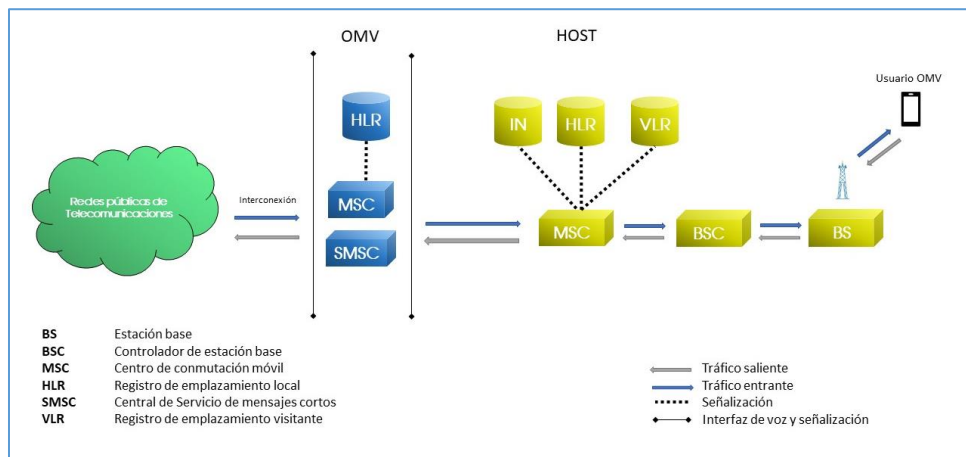 OMV
HOST
Usuario OMV
HLR
IN
HLR
VLR
Redes públicas de
Telecomunicaciones
Interconexión
MSC
SMSC
MSC
BSC
BS
BS Estación base
BSC Controlador de estación base
MSC Centro de conmutación móvil
HLR Registro de emplazamiento local
SMSC Central de Servicio de mensajes cortos
VLR Registro de emplazamiento visitante
Tráfico saliente
Tráfico entrante
Señalización
Interfaz de voz y señalización